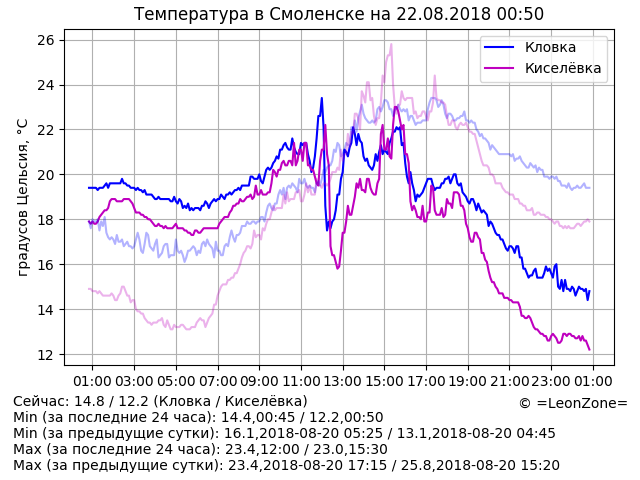 Температура в Смоленске на 22.08.2018 00:50
градусов Цельсия, °C
26
24
22
20
18
16
14
12
Кловка
Киселёвка
01:00 03:00 05:00 07:00 09:00 11:00 13:00 15:00 17:00 19:00 21:00 23:00 01:00
Сейчас: 14.8 / 12.2 (Кловка / Киселёвка)
© =LeonZone=
Min (за последние 24 часа): 14.4,00:45 / 12.2,00:50
Min (за предыдущие сутки): 16.1,2018-08-20 05:25 / 13.1,2018-08-20 04:45
Max (за последние 24 часа): 23.4,12:00 / 23.0,15:30
Max (за предыдущие сутки): 23.4,2018-08-20 17:15 / 25.8,2018-08-20 15:20